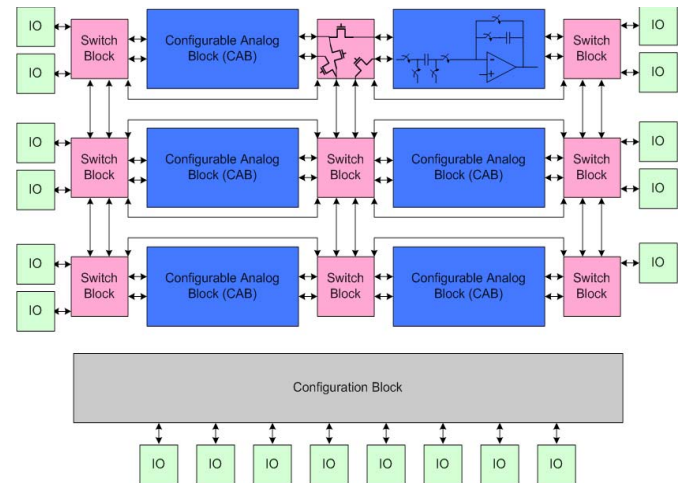 IO
IO
Switch
Block
Configurable Analog
Block (CAB)
Switch
Block
IO
IO
IO
IO
Switch
Block
Configurable Analog
Block (CAB)
Switch
Block
Configurable Analog
Block (CAB)
Switch
Block
IO
IO
IO
IO
Switch
Block
Configurable Analog
Block (CAB)
Switch
Block
Configurable Analog
Block (CAB)
Switch
Block
IO
Configuration Block
IO
IO
IO
IO
IO
IO
IO
IO